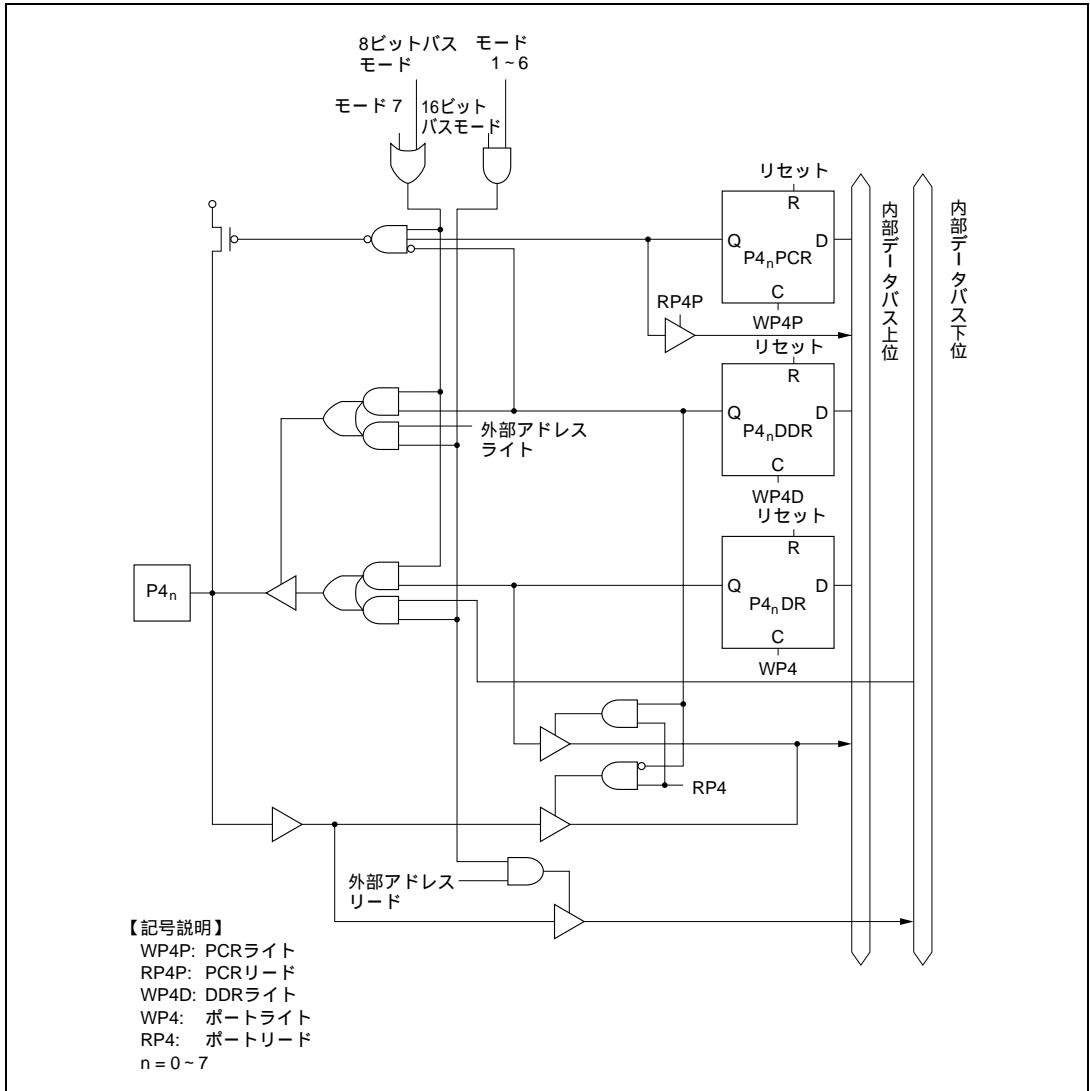 8ビットバス
モード
モード
1~6
モード 7
16ビット
バスモード
リセット
R
Q
D
P4nPCR
C
WP4P
RP4P
リセット
R
Q
D
P4nDDR
C
WP4D
外部アドレス
ライト
リセット
R
Q
D
P4nDR
C
WP4
P4n
RP4
外部アドレス
リード
内部データバス上位
内部データバス下位
【記号説明】
WP4P: PCRライト
RP4P: PCRリード
WP4D: DDRライト
WP4: ポートライト
RP4: ポートリード
n = 0~7